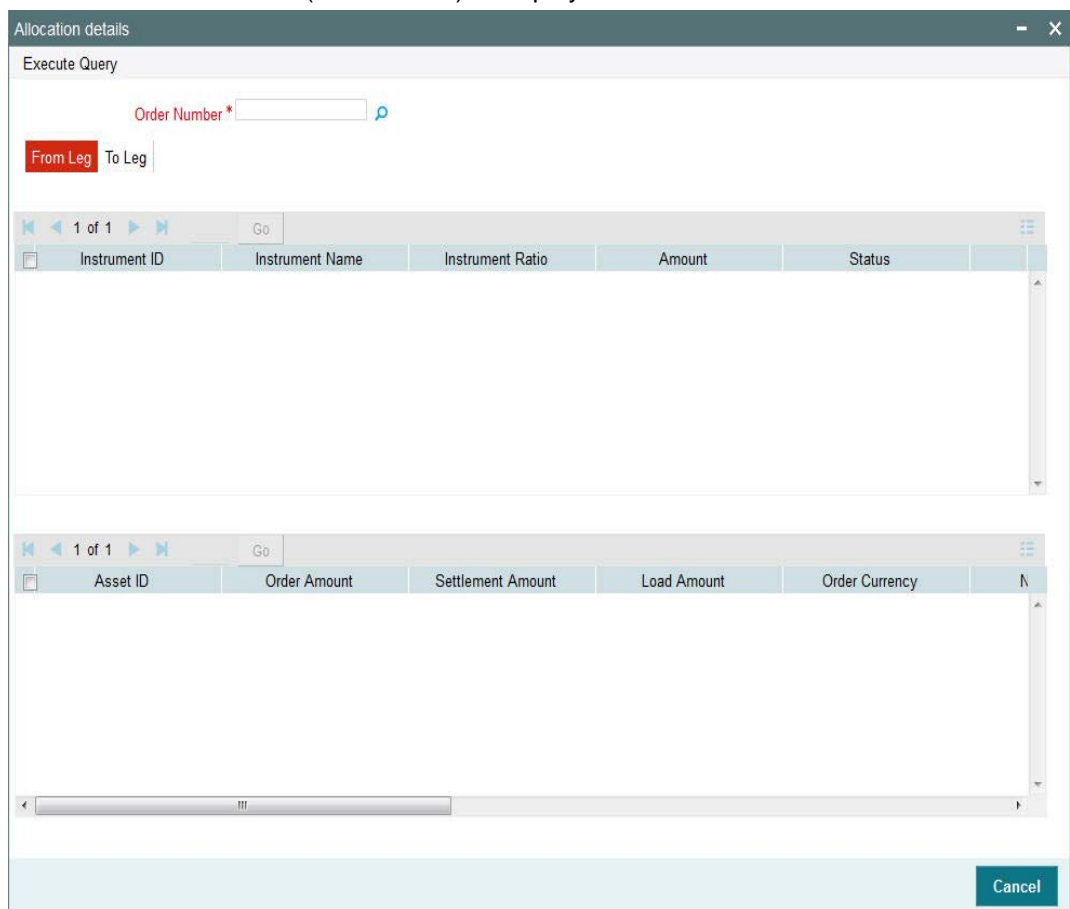 Allocation details
Execute Query
Order Number *
From Leg To Leg
1 of 1 Go
Instrument ID Instrument Name Instrument Ratio Amount Status
1 of 1 Go
Asset ID Order Amount Settlement Amount Load Amount Order Currency N
Cancel